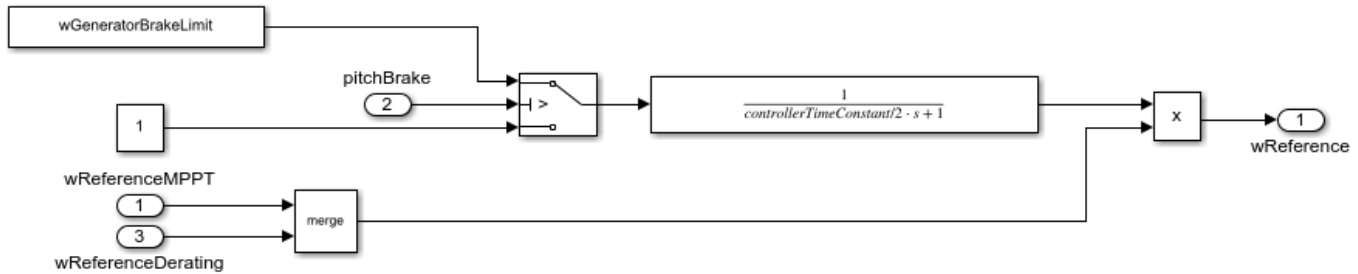 wGeneratorBrakeLimit
pitchBrake
2
>
1
1
controllerTimeConstant/2 · s + 1
x
1
wReference
wReferenceMPPT
1
merge
3
wReferenceDerating